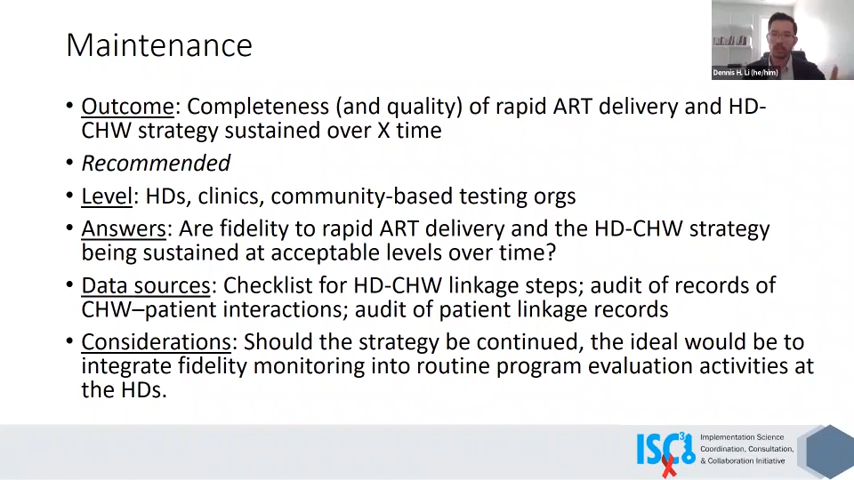 Maintenance
Dennis H. Li (he/him)
• Outcome: Completeness (and quality) of rapid ART delivery and HD-
CHW strategy sustained over X time
• Recommended
• Level: HDs, clinics, community-based testing orgs
• Answers: Are fidelity to rapid ART delivery and the HD-CHW strategy
being sustained at acceptable levels over time?
• Data sources: Checklist for HD-CHW linkage steps; audit of records of
CHW–patient interactions; audit of patient linkage records
• Considerations: Should the strategy be continued, the ideal would be to
integrate fidelity monitoring into routine program evaluation activities at
the HDs.
ISC3I
Implementation Science
Coordination, Consultation,
& Collaboration Initiative